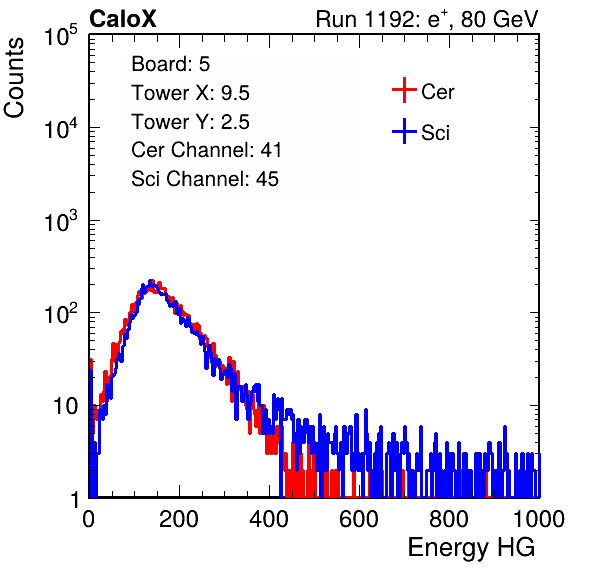 CaloX
Run 1192: e+, 80 GeV
Counts
Board: 5
Tower X: 9.5
Tower Y: 2.5
Cer Channel: 41
Sci Channel: 45
Cer
Sci
10^5
10^4
10^3
10^2
10
1
0 200 400 600 800 1000
Energy HG